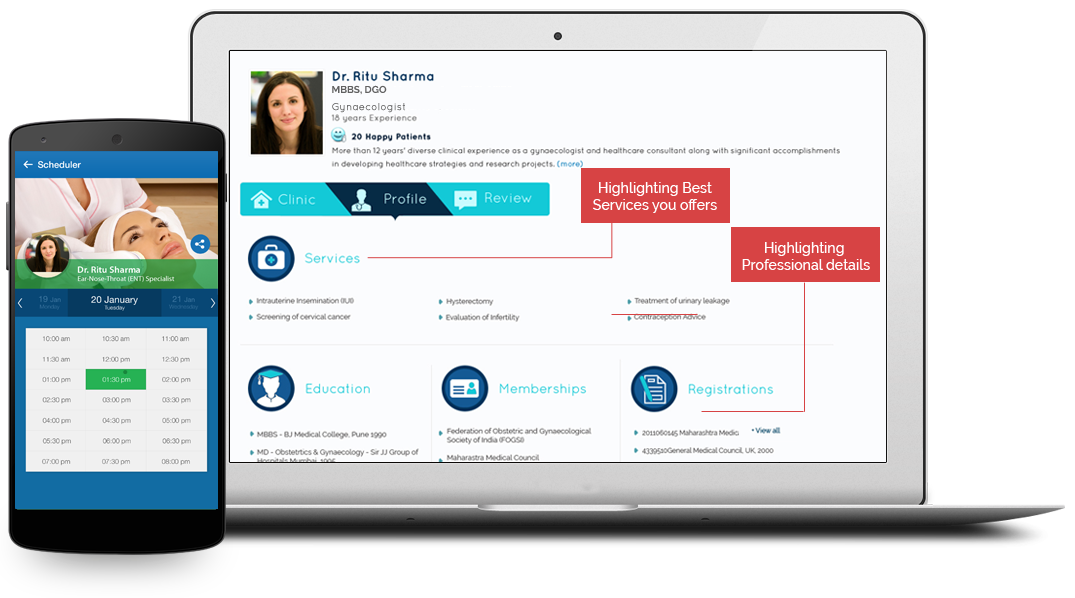 Dr. Ritu Sharma
MBBS, DGO
Gynaecologist
18 years Experience
20 Happy Patients
More than 12 years' diverse clinical experience as a gynaecologist and healthcare consultant along with significant accomplishments
in developing healthcare strategies and research projects. (more)
Clinic
Profile
Review
Highlighting Best
Services you offers
Highlighting
Professional details
Services
Intrauterine Insemination (IUI)
Hysterectomy
Treatment of urinary leakage
Screening of cervical cancer
Evaluation of Infertility
Contraception Advice
Education
Memberships
Registrations
MBBS - BJ Medical College, Pune 1990
MD - Obstetrtics & Gynaecology - Sir JJ Group of
Hospitals Mumbai, 1995
Federation of Obstetric and Gynaecological
Society of India (FOGSI)
Maharastra Medical Council
2011060145 Maharashtra Medic
View all
4339510General Medical Council, UK, 2000
Scheduler
Dr. Ritu Sharma
Ear-Nose-Throat (ENT) Specialist
19 Jan
Monday
20 January
Tuesday
21 Jan
Wednesday
10:00 am 10:30 am 11:00 am
11:30 am 12:00 pm 12:30 pm
01:00 pm 01:30 pm 02:00 pm
02:30 pm 03:00 pm 03:30 pm
04:00 pm 04:30 pm 05:00 pm
05:30 pm 06:00 pm 06:30 pm
07:00 pm 07:30 pm 08:00 pm